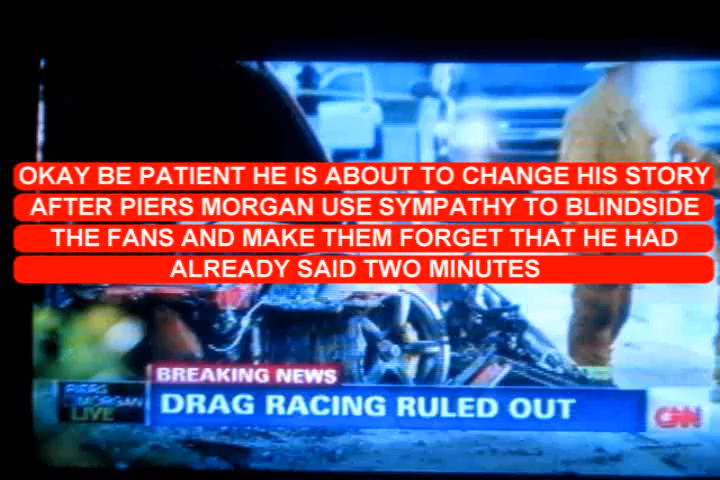 OKAY BE PATIENT HE IS ABOUT TO CHANGE HIS STORY
AFTER PIERS MORGAN USE SYMPATHY TO BLINDSIDE
THE FANS AND MAKE THEM FORGET THAT HE HAD
ALREADY SAID TWO MINUTES
BREAKING NEWS
PIERS
MORGAN
LIVE
DRAG RACING RULED OUT
CNN